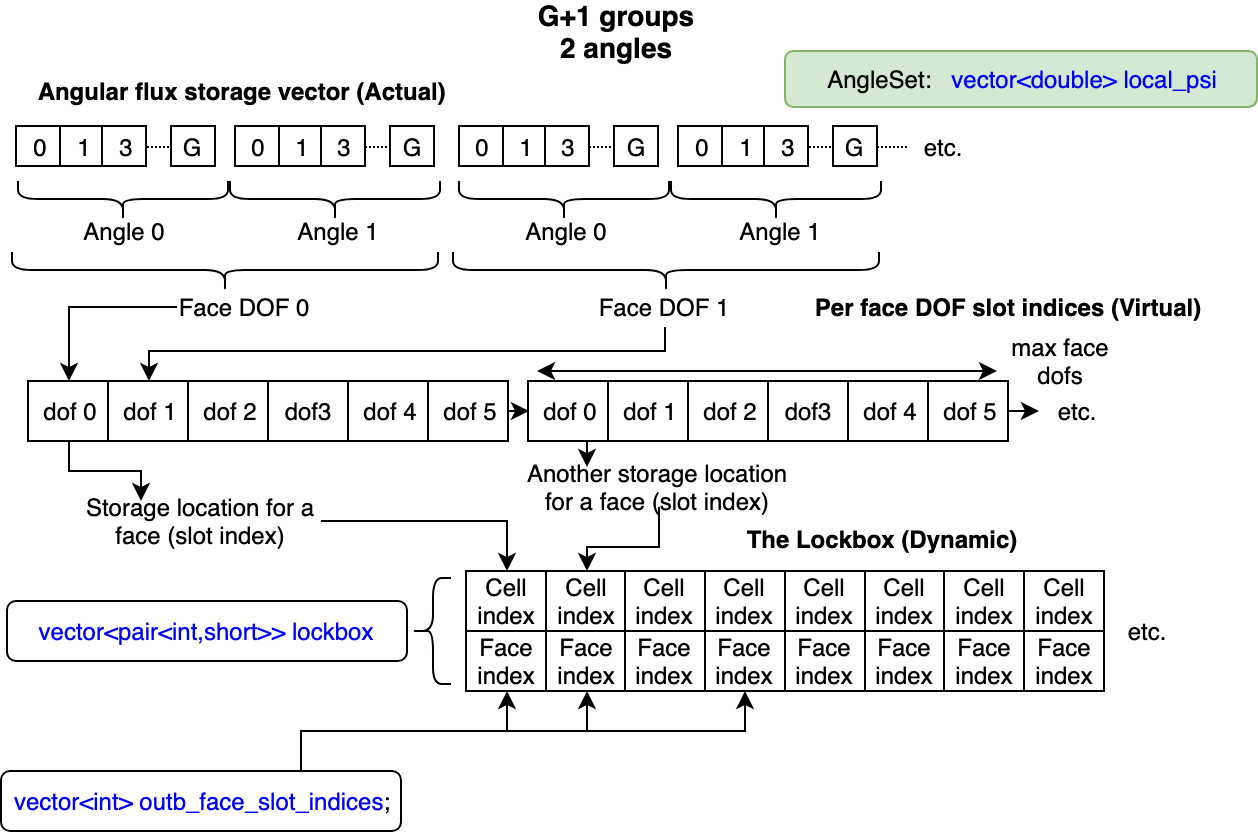 G+1 groups
2 angles
AngleSet: vector<double> local_psi
Angular flux storage vector (Actual)
0 1 3 G 0 1 3 G 0 1 3 G 0 1 3 G etc.
Angle 0 Angle 1 Angle 0 Angle 1
Face DOF 0 Face DOF 1 Per face DOF slot indices (Virtual)
max face
dofs
dof 0 dof 1 dof 2 dof3 dof 4 dof 5 dof 0 dof 1 dof 2 dof3 dof 4 dof 5 etc.
Another storage location
for a face (slot index)
Storage location for a
face (slot index)
The Lockbox (Dynamic)
Cell Cell Cell Cell Cell Cell Cell Cell
index index index index index index index index
vector<pair<int,short>> lockbox etc.
Face Face Face Face Face Face Face Face
index index index index index index index index
vector<int> outb_face_slot_indices;